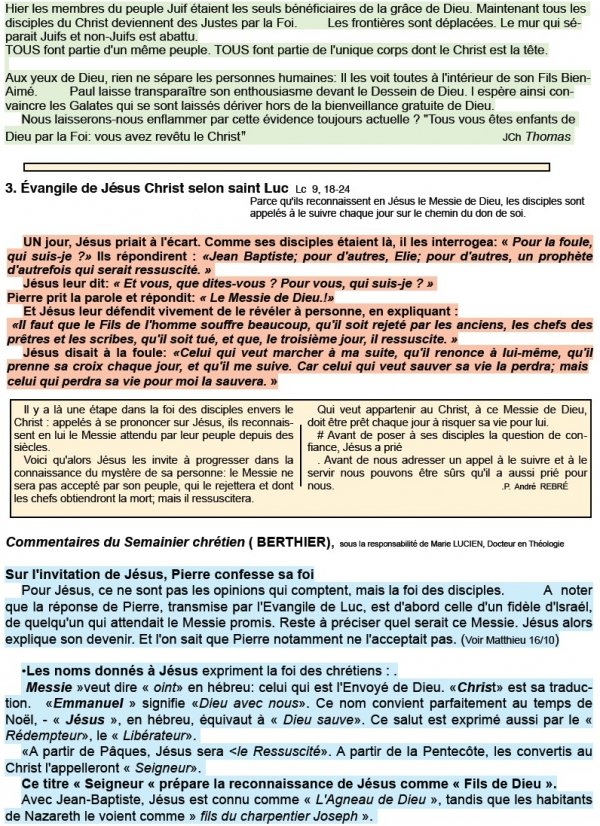 Hier les membres du peuple Juif étaient les seuls bénéficiaires de la grâce de Dieu. Maintenant tous les
disciples du Christ deviennent des Justes par la Foi. Les frontières sont déplacées. Le mur qui sé-
parait Juifs et non-Juifs est abattu.
TOUS font partie d'un même peuple. TOUS font partie de l'unique corps dont le Christ est la tête.
Aux yeux de Dieu, rien ne sépare les personnes humaines: Il les voit toutes à l'intérieur de son Fils Bien-
Aimé. Paul laisse transparaître son enthousiasme devant le Dessein de Dieu. I espère ainsi con-
vaincre les Galates qui se sont laissés dériver hors de la bienveillance gratuite de Dieu.
Nous laisserons-nous enflammer par cette évidence toujours actuelle ? "Tous vous êtes enfants de
Dieu par la Foi: vous avez revêtu le Christ" JCh Thomas
3. Évangile de Jésus Christ selon saint Luc Lc 9, 18-24
Parce qu'ils reconnaissent en Jésus le Messie de Dieu, les disciples sont
appelés à le suivre chaque jour sur le chemin du don de soi.
UN jour, Jésus priait à l'écart. Comme ses disciples étaient là, il les interrogea: « Pour la foule,
qui suis-je ?» Ils répondirent : «Jean Baptiste; pour d'autres, Elie; pour d'autres, un prophète
d'autrefois qui serait ressuscité. »
Jésus leur dit: « Et vous, que dites-vous ? Pour vous, qui suis-je ? »
Pierre prit la parole et répondit: « Le Messie de Dieu.!»
Et Jésus leur défendit vivement de le révéler à personne, en expliquant :
«Il faut que le Fils de l'homme souffre beaucoup, qu'il soit rejeté par les anciens, les chefs des
prêtres et les scribes, qu'il soit tué, et que, le troisième jour, il ressuscite. »
Jésus disait à la foule: «Celui qui veut marcher à ma suite, qu'il renonce à lui-même, qu'il
prenne sa croix chaque jour, et qu'il me suive. Car celui qui veut sauver sa vie la perdra; mais
celui qui perdra sa vie pour moi la sauvera. »
Il y a là une étape dans la foi des disciples envers le
Christ : appelés à se prononcer sur Jésus, ils reconnais-
sent en lui le Messie attendu par leur peuple depuis des
siècles.
Voici qu'alors Jésus les invite à progresser dans la
connaissance du mystère de sa personne: le Messie ne
sera pas accepté par son peuple, qui le rejettera et dont
les chefs obtiendront la mort; mais il ressuscitera.
Qui veut appartenir au Christ, à ce Messie de Dieu,
doit être prêt chaque jour à risquer sa vie pour lui.
# Avant de poser à ses disciples la question de con-
fiance, Jésus a prié
. Avant de nous adresser un appel à le suivre et à le
servir nous pouvons être sûrs qu'il a aussi prié pour
nous. .P. André REBRÉ
Commentaires du Semainier chrétien ( BERTHIER), sous la responsabilité de Marie LUCIEN, Docteur en Théologie
Sur l'invitation de Jésus, Pierre confesse sa foi
Pour Jésus, ce ne sont pas les opinions qui comptent, mais la foi des disciples. A noter
que la réponse de Pierre, transmise par l'Evangile de Luc, est d'abord celle d'un fidèle d'Israël,
de quelqu'un qui attendait le Messie promis. Reste à préciser quel serait ce Messie. Jésus alors
explique son devenir. Et l'on sait que Pierre notamment ne l'acceptait pas. (Voir Matthieu 16/10)
•Les noms donnés à Jésus expriment la foi des chrétiens : .
Messie »veut dire « oint» en hébreu: celui qui est l'Envoyé de Dieu. «Christ» est sa traduc-
tion. «Emmanuel » signifie «Dieu avec nous». Ce nom convient parfaitement au temps de
Noël, - « Jésus », en hébreu, équivaut à « Dieu sauve». Ce salut est exprimé aussi par le «
Rédempteur», le « Libérateur».
«A partir de Pâques, Jésus sera <le Ressuscité». A partir de la Pentecôte, les convertis au
Christ l'appelleront « Seigneur».
Ce titre « Seigneur « prépare la reconnaissance de Jésus comme « Fils de Dieu ».
Avec Jean-Baptiste, Jésus est connu comme « L'Agneau de Dieu », tandis que les habitants
de Nazareth le voient comme » fils du charpentier Joseph ».